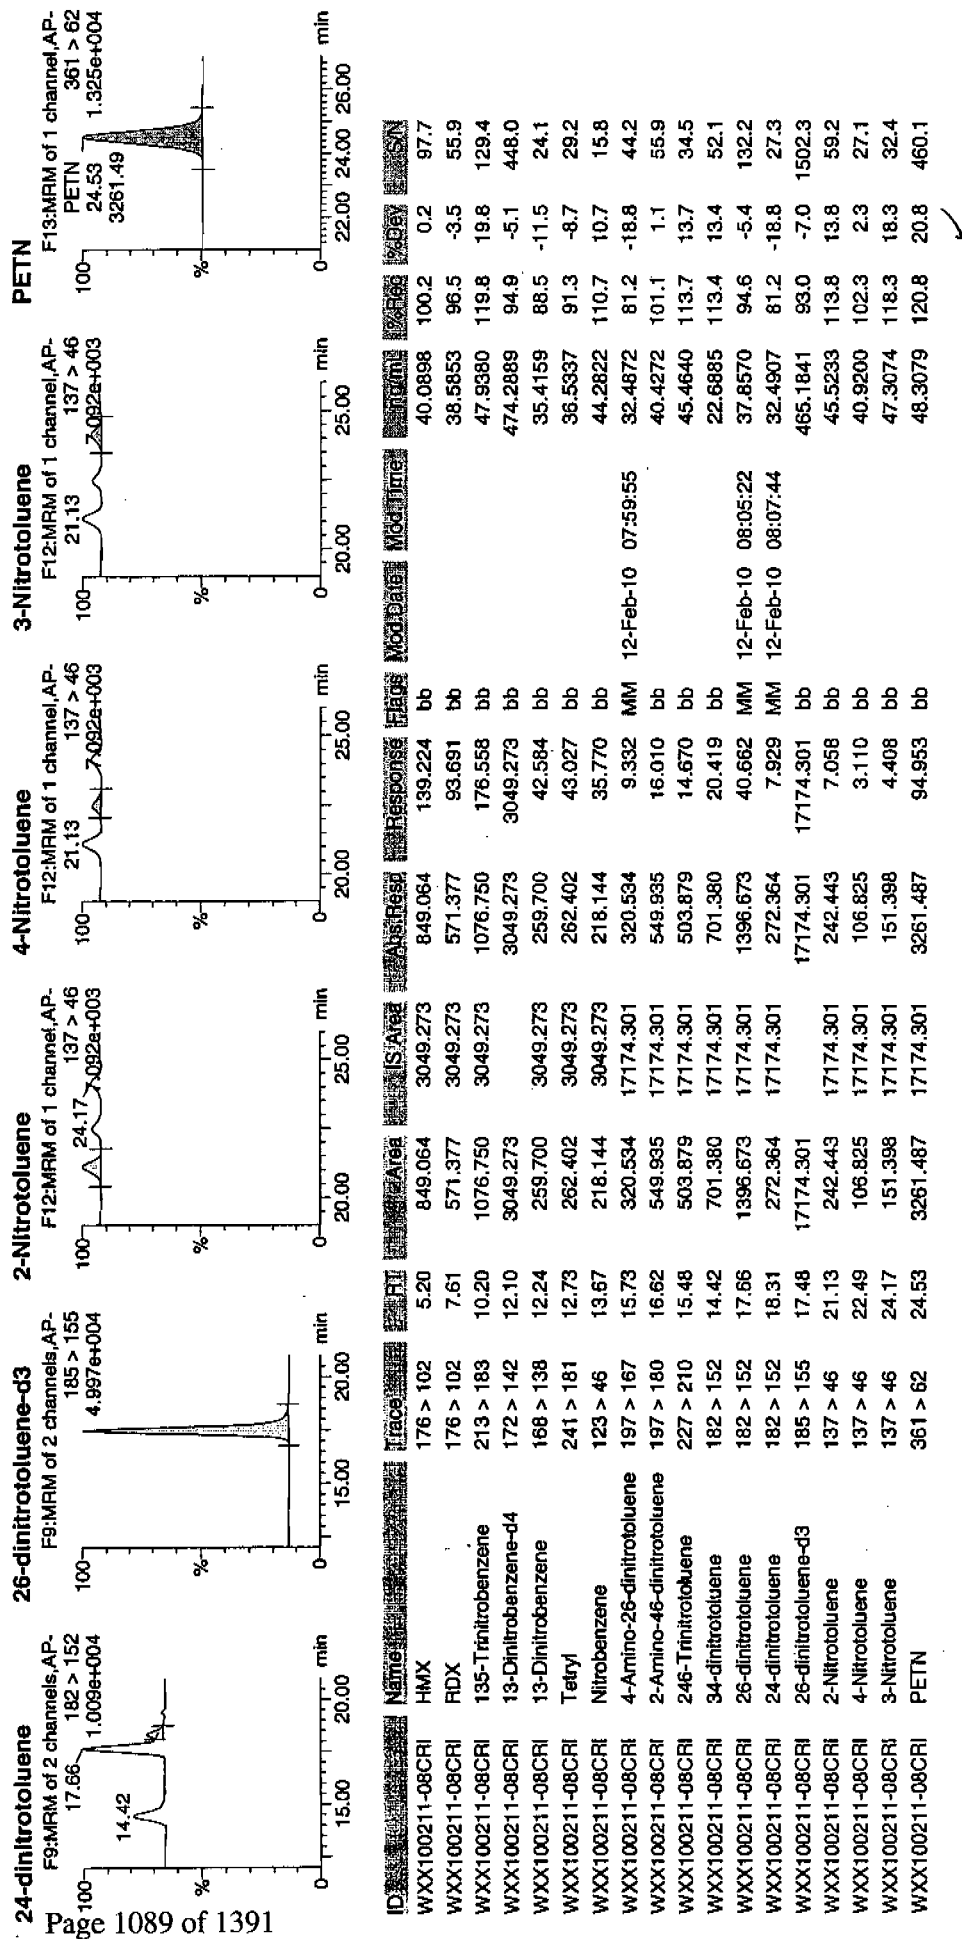 24-dinitrotoluene
F9:MRM of 2 channels,AP-
17.66 182 > 152
1.009e+004
100
14.42
%
0
15.00 20.00 min
26-dinitrotoluene-d3
F9:MRM of 2 channels,AP-
185 > 155
4.997e+004
100
%
0
15.00 20.00 min
2-Nitrotoluene
F12:MRM of 1 channel,AP-
24.17 137 > 46
7.092e+003
100
%
0
20.00 25.00 min
4-Nitrotoluene
F12:MRM of 1 channel,AP-
21.13 137 > 46
7.092e+003
100
%
0
20.00 25.00 min
3-Nitrotoluene
F12:MRM of 1 channel,AP-
21.13 137 > 46
7.092e+003
100
%
0
20.00 25.00 min
PETN
F13:MRM of 1 channel,AP-
PETN 361 > 62
24.53 1.325e+004
3261.49
100
%
0
22.00 24.00 26.00 min
ID Name Trace RT Area IS Area Abs.Resp Response Flags Mod.Date Mod.Time ng/mL %Rec %Dev S/N
WXX100211-08CRI HMX 176 > 102 5.20 849.064 3049.273 849.064 139.224 bb 40.0898 100.2 0.2 97.7
WXX100211-08CRI RDX 176 > 102 7.61 571.377 3049.273 571.377 93.691 bb 38.5853 96.5 -3.5 55.9
WXX100211-08CRI 135-Trinitrobenzene 213 > 183 10.20 1076.750 3049.273 1076.750 176.558 bb 47.9380 119.8 19.8 129.4
WXX100211-08CRI 13-Dinitrobenzene-d4 172 > 142 12.10 3049.273 3049.273 3049.273 bb 474.2889 94.9 -5.1 448.0
WXX100211-08CRI 13-Dinitrobenzene 168 > 138 12.24 259.700 3049.273 259.700 42.584 bb 35.4159 88.5 -11.5 24.1
WXX100211-08CRI Tetryl 241 > 181 12.73 262.402 3049.273 262.402 43.027 bb 36.5337 91.3 -8.7 29.2
WXX100211-08CRI Nitrobenzene 123 > 46 13.67 218.144 3049.273 218.144 35.770 bb 44.2822 110.7 10.7 15.8
WXX100211-08CRI 4-Amino-26-dinitrotoluene 197 > 167 15.73 320.534 17174.301 320.534 9.332 MM 12-Feb-10 07:59:55 32.4872 81.2 -18.8 44.2
WXX100211-08CRI 2-Amino-46-dinitrotoluene 197 > 180 16.62 549.935 17174.301 549.935 16.010 bb 40.4272 101.1 1.1 55.9
WXX100211-08CRI 246-Trinitrotoluene 227 > 210 15.48 503.879 17174.301 503.879 14.670 bb 45.4640 113.7 13.7 34.5
WXX100211-08CRI 34-dinitrotoluene 182 > 152 14.42 701.380 17174.301 701.380 20.419 bb 22.6885 113.4 13.4 52.1
WXX100211-08CRI 26-dinitrotoluene 182 > 152 17.66 1396.673 17174.301 1396.673 40.662 MM 12-Feb-10 08:05:22 37.8570 94.6 -5.4 132.2
WXX100211-08CRI 24-dinitrotoluene 182 > 152 18.31 272.364 17174.301 272.364 7.929 MM 12-Feb-10 08:07:44 32.4907 81.2 -18.8 27.3
WXX100211-08CRI 26-dinitrotoluene-d3 185 > 155 17.48 17174.301 17174.301 17174.301 bb 465.1841 93.0 -7.0 1502.3
WXX100211-08CRI 2-Nitrotoluene 137 > 46 21.13 242.443 17174.301 242.443 7.058 bb 45.5233 113.8 13.8 59.2
WXX100211-08CRI 4-Nitrotoluene 137 > 46 22.49 106.825 17174.301 106.825 3.110 bb 40.9200 102.3 2.3 27.1
WXX100211-08CRI 3-Nitrotoluene 137 > 46 24.17 151.398 17174.301 151.398 4.408 bb 47.3074 118.3 18.3 32.4
WXX100211-08CRI PETN 361 > 62 24.53 3261.487 17174.301 3261.487 94.953 bb 48.3079 120.8 20.8 460.1
Page 1089 of 1391